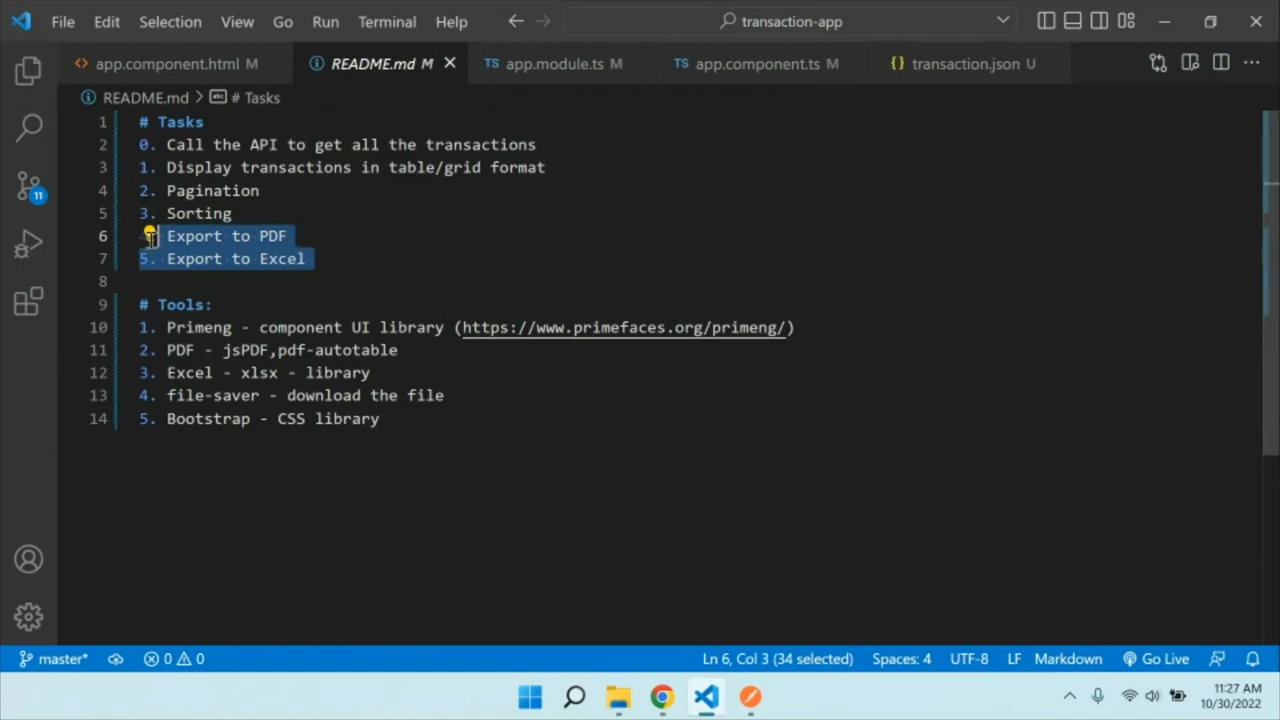 File Edit Selection View Go Run Terminal Help transaction-app
app.component.html M README.md M TS app.module.ts M TS app.component.ts M {} transaction.json U
README.md > # Tasks
1 # Tasks
2 0. Call the API to get all the transactions
3 1. Display transactions in table/grid format
4 2. Pagination
5 3. Sorting
6 Export to PDF
7 5. Export to Excel
8
9 # Tools:
10 1. Primeng - component UI library (https://www.primefaces.org/primeng/)
11 2. PDF - jsPDF,pdf-autotable
12 3. Excel - xlsx - library
13 4. file-saver - download the file
14 5. Bootstrap - CSS library
11
master* 0 0 Ln 6, Col 3 (34 selected) Spaces: 4 UTF-8 LF Markdown Go Live
11:27 AM
10/30/2022